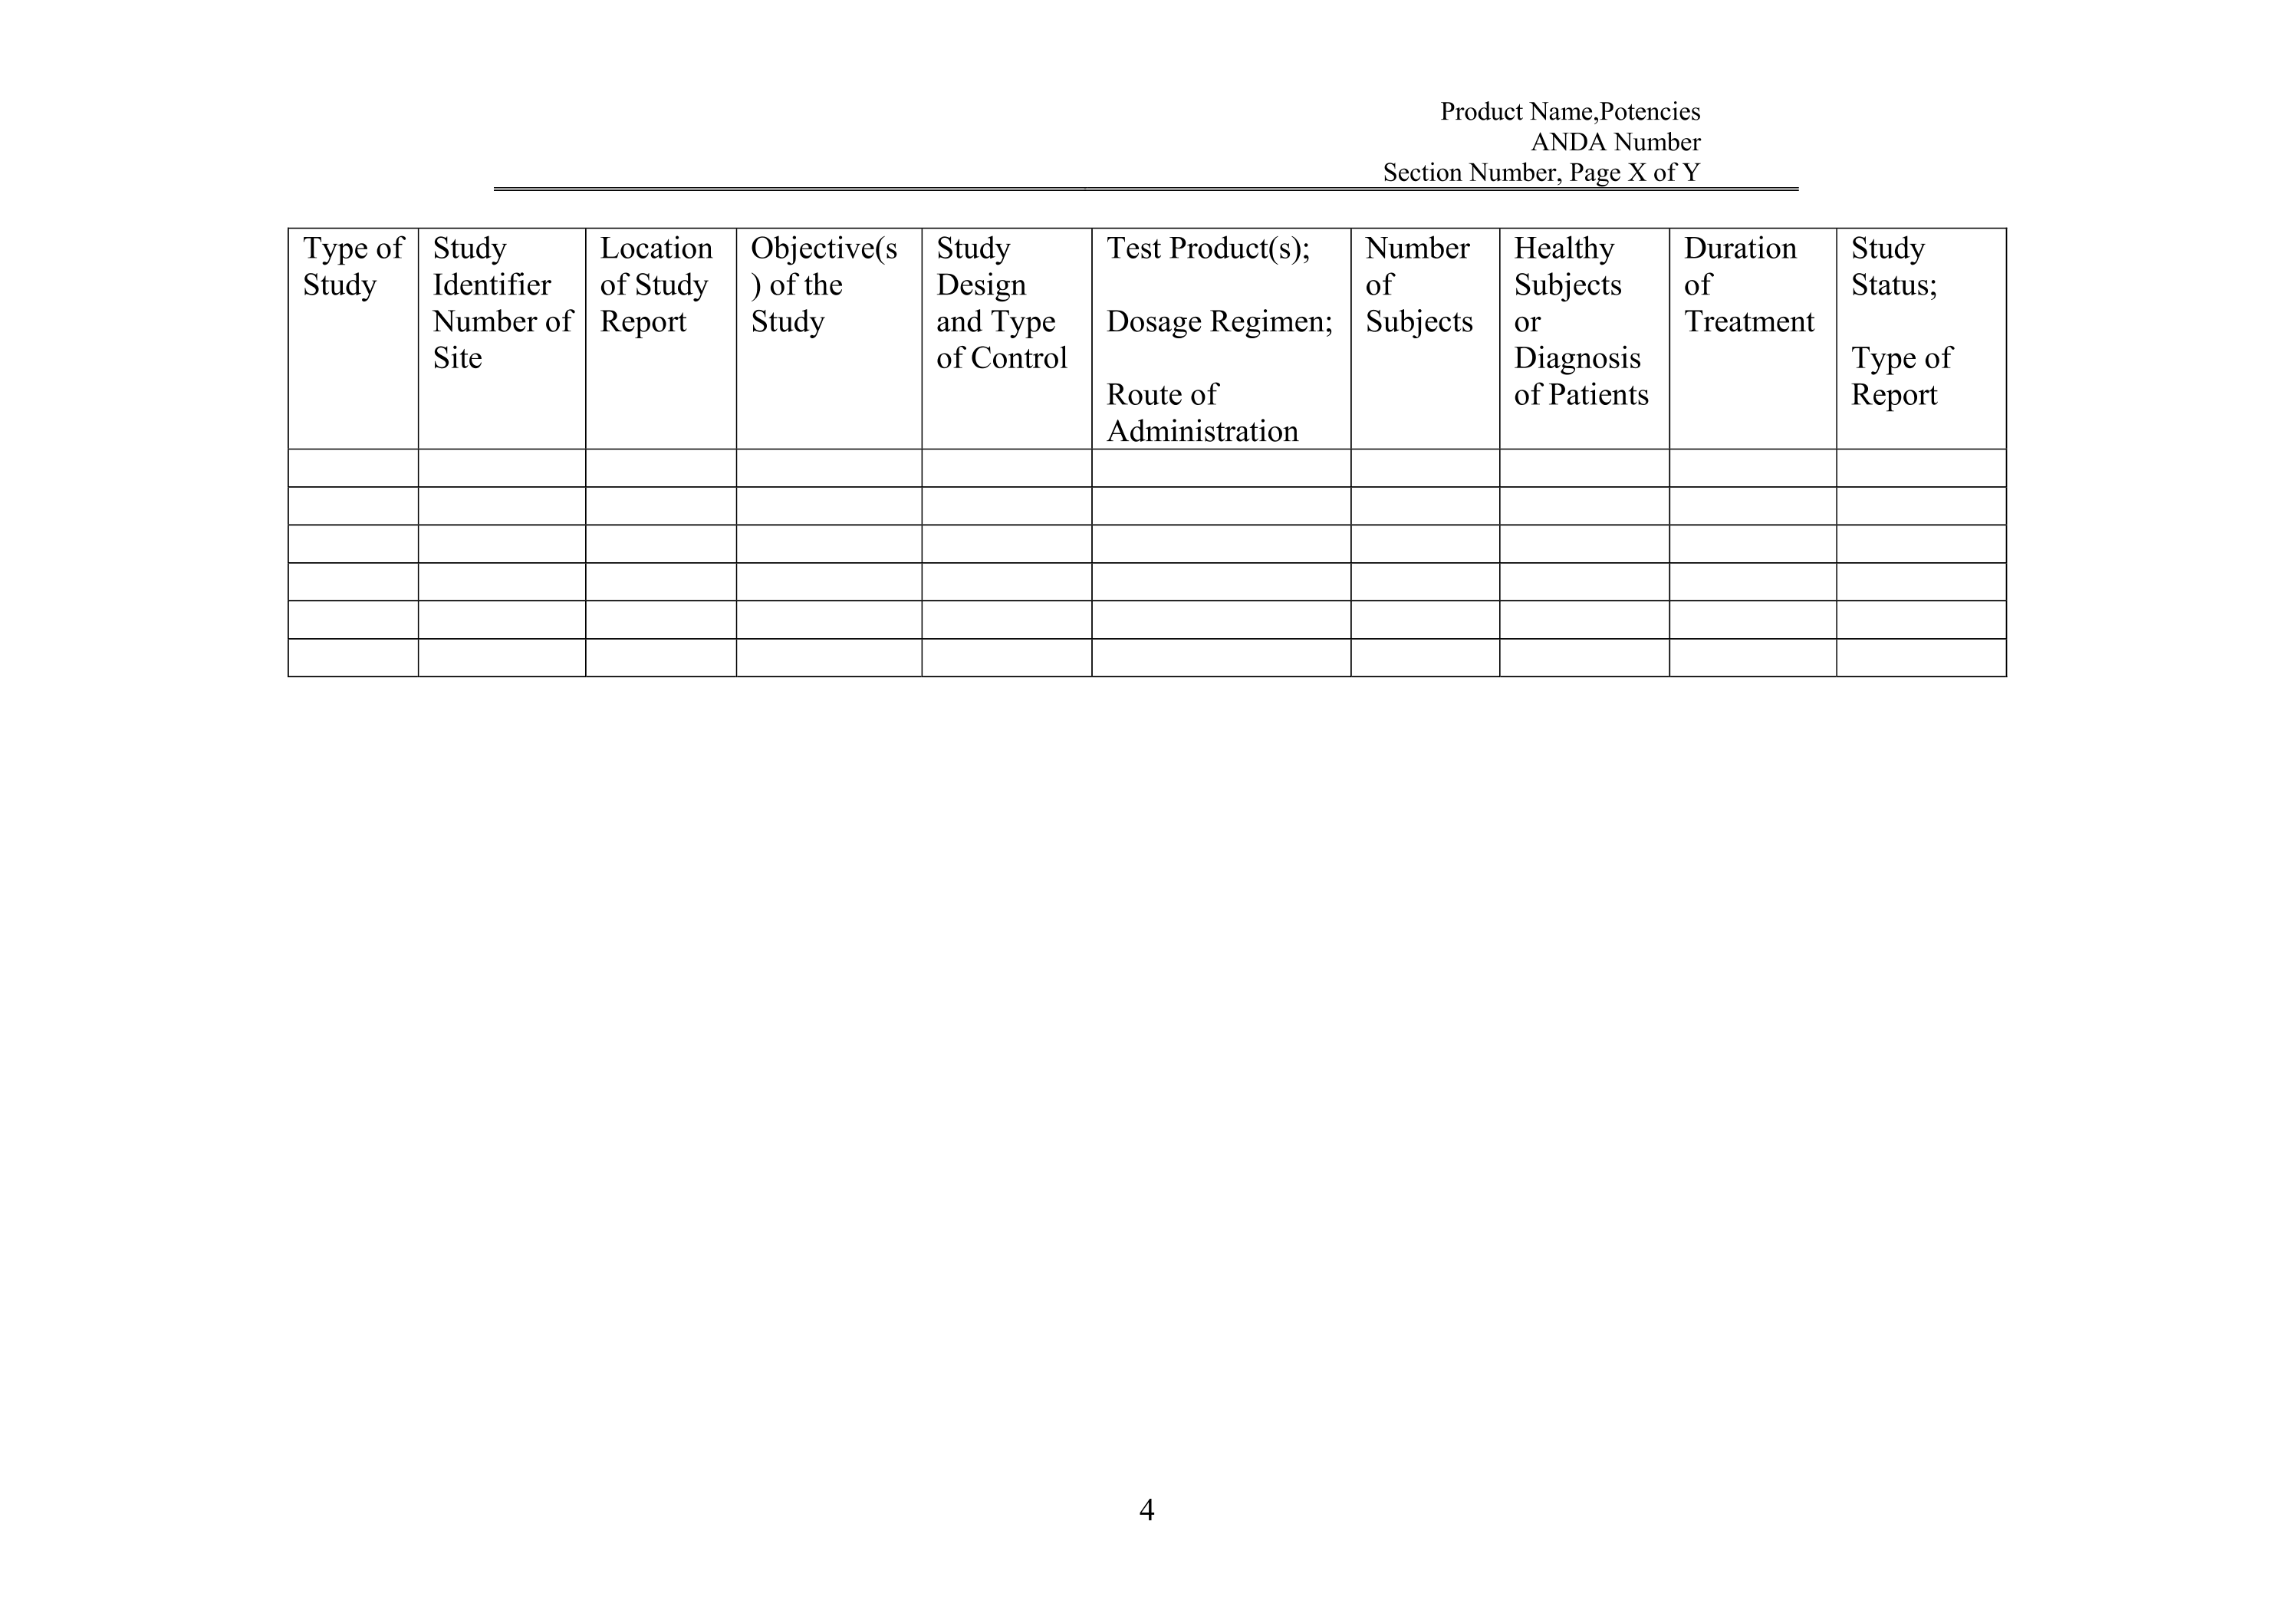 Product Name,Potencies
ANDA Number
Section Number, Page X of Y
Type of
Study
Study
Identifier
Number of
Site
Location
of Study
Report
Objective(s
) of the
Study
Study
Design
and Type
of Control
Test Product(s);
Dosage Regimen;
Route of
Administration
Number
of
Subjects
Healthy
Subjects
or
Diagnosis
of Patients
Duration
of
Treatment
Study
Status;
Type of
Report
4